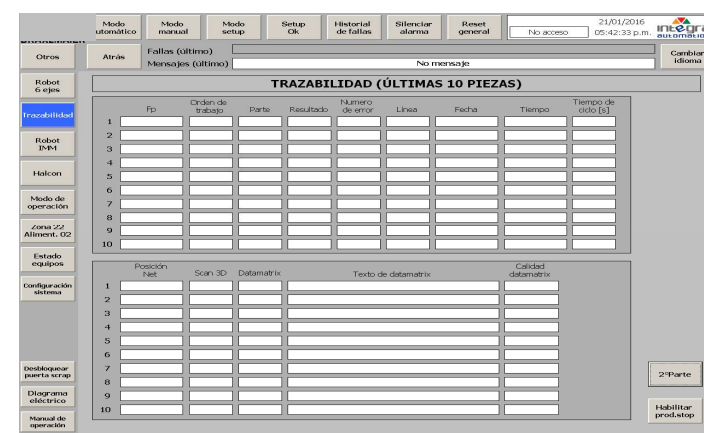 Modo
utomático
Modo
manual
Modo
setup
Setup
Ok
Historial
de fallas
Silenciar
alarma
Reset
general
No acceso
21/01/2016
05:42:33 p.m.
Otros
Atrás
Fallas (último)
Mensajes (último)
No mensaje
Cambiar
idioma
Robot
6 ejes
Trazabilidad
Robot
IMM
Halcon
Modo de
operación
Zona 22
Aliment. 02
Estado
equipos
Configuración
sistema
Desbloquear
puerta scrap
Diagrama
eléctrico
Manual de
operación
TRAZABILIDAD (ÚLTIMAS 10 PIEZAS)
Fp
Orden de
trabajo
Parte
Resultado
Numero
de error
Línea
Fecha
Tiempo
Tiempo de
ciclo [s]
1
2
3
4
5
6
7
8
9
10
Posición
Net
Scan 3D
Datamatrix
Texto de datamatrix
Calidad
datamatrix
1
2
3
4
5
6
7
8
9
10
2ºParte
Habilitar
prod.stop